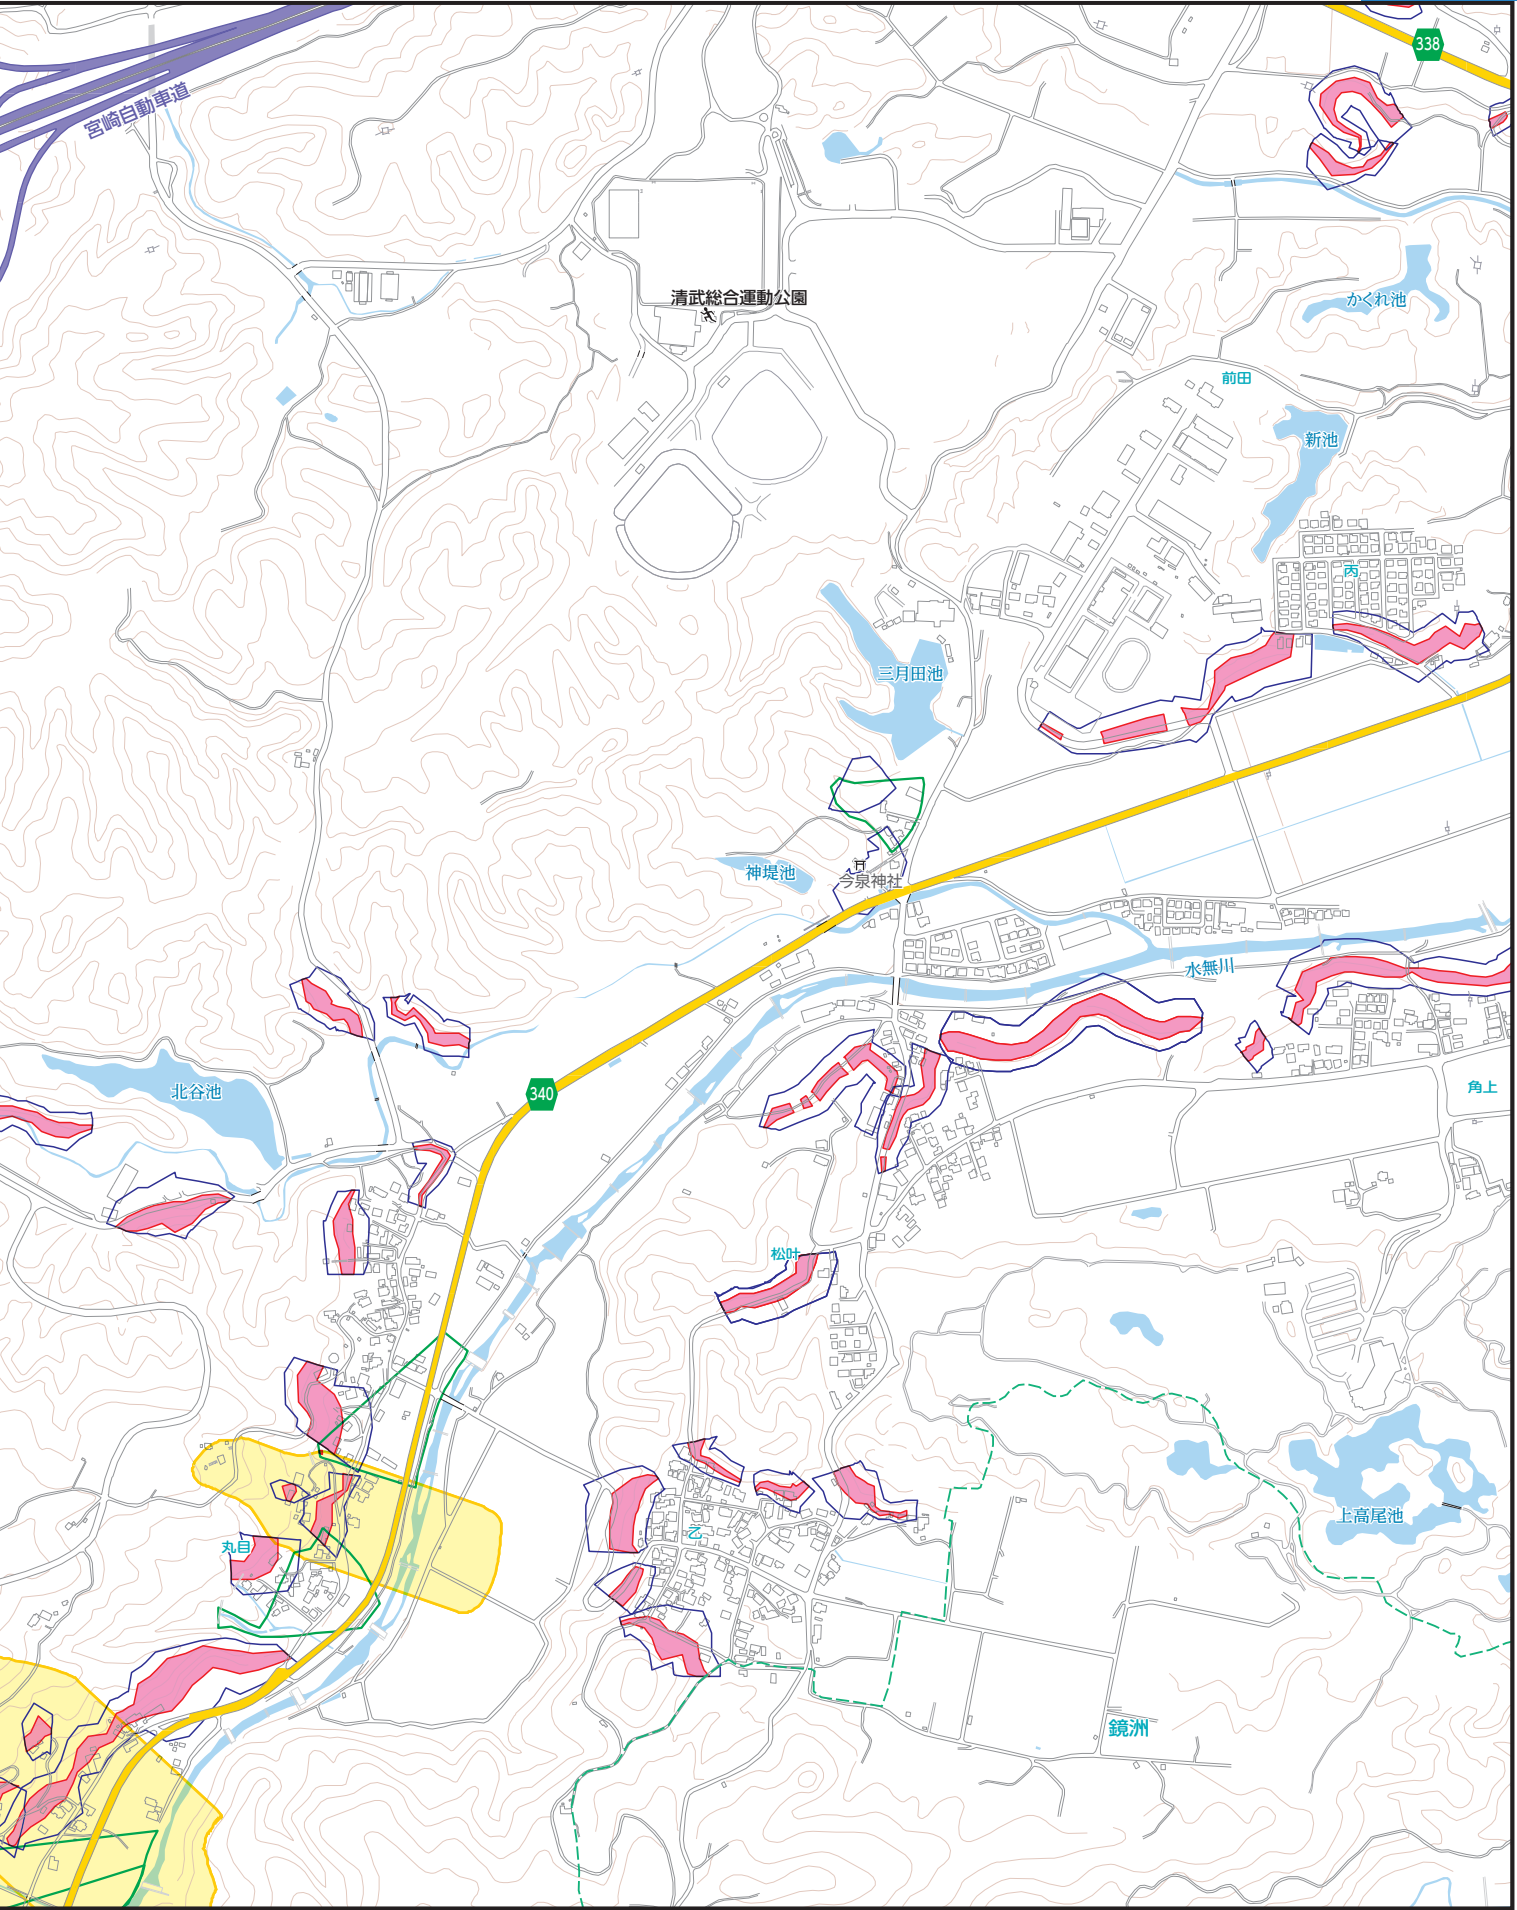 338
宮崎自動車道
清武総合運動公園
かくれ池
前田
新池
丙
三月田池
神堤池
今泉神社
水無川
北谷池
340
角上
松叶
上高尾池
乙
丸目
鏡洲